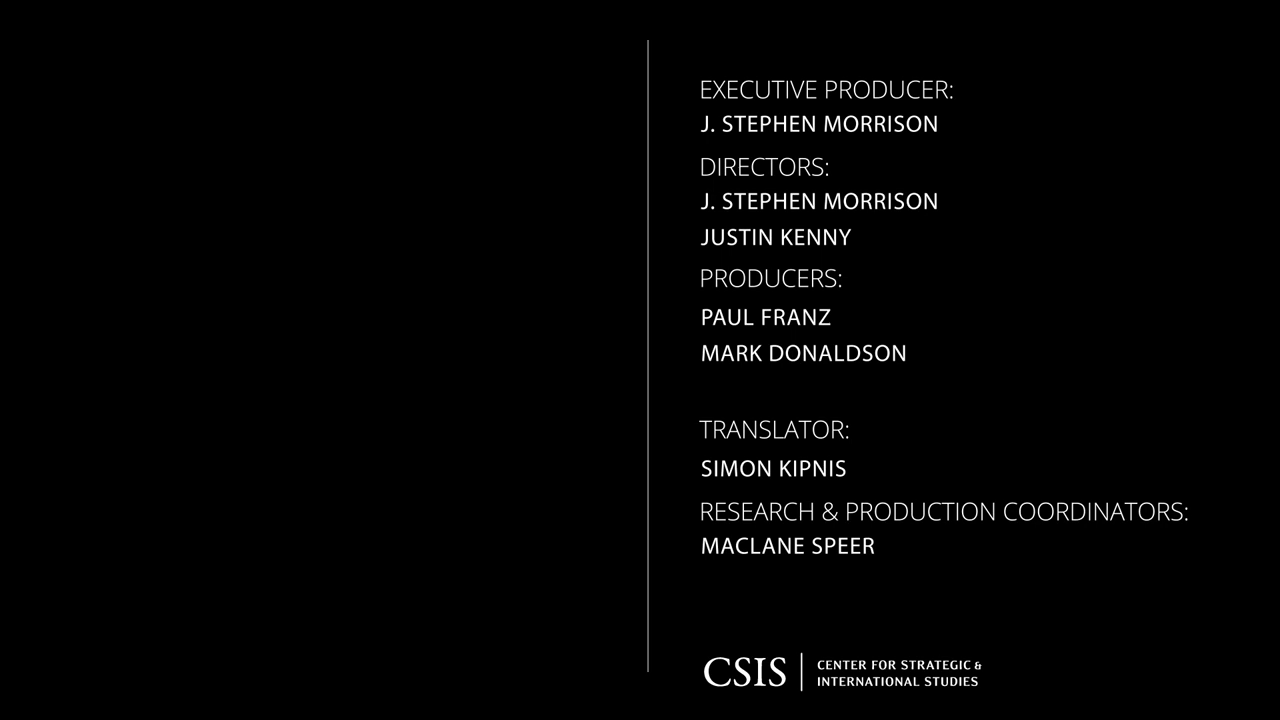 EXECUTIVE PRODUCER:
J. STEPHEN MORRISON
DIRECTORS:
J. STEPHEN MORRISON
JUSTIN KENNY
PRODUCERS:
PAUL FRANZ
MARK DONALDSON
TRANSLATOR:
SIMON KIPNIS
RESEARCH & PRODUCTION COORDINATORS:
MACLANE SPEER
CSIS
CENTER FOR STRATEGIC &
INTERNATIONAL STUDIES